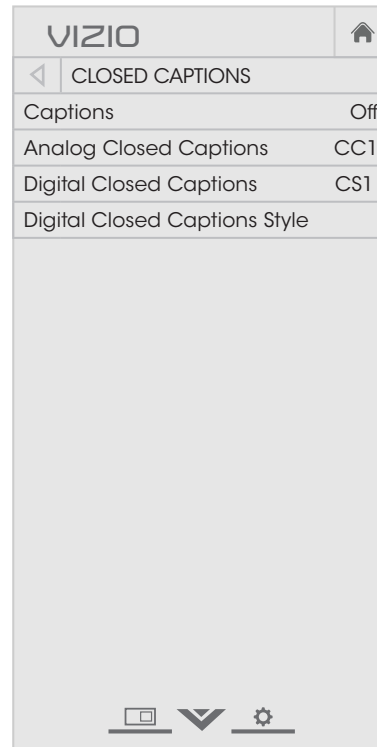 VIZIO
CLOSED CAPTIONS
Captions Off
Analog Closed Captions CC1
Digital Closed Captions CS1
Digital Closed Captions Style